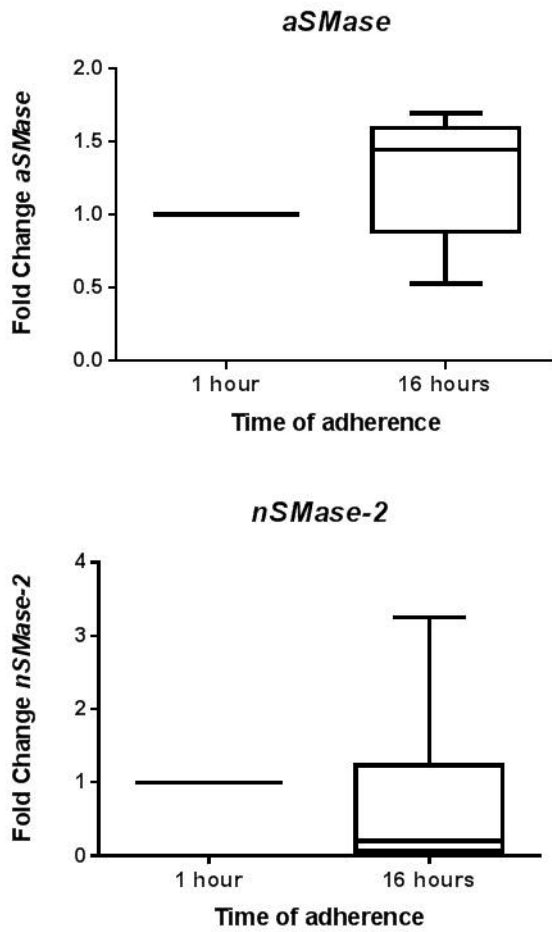 aSMase
Fold Change aSMase
2.0
1.5
1.0
0.5
0.0
1 hour
16 hours
Time of adherence
nSMase-2
Fold Change nSMase-2
4
3
2
1
0
1 hour
16 hours
Time of adherence